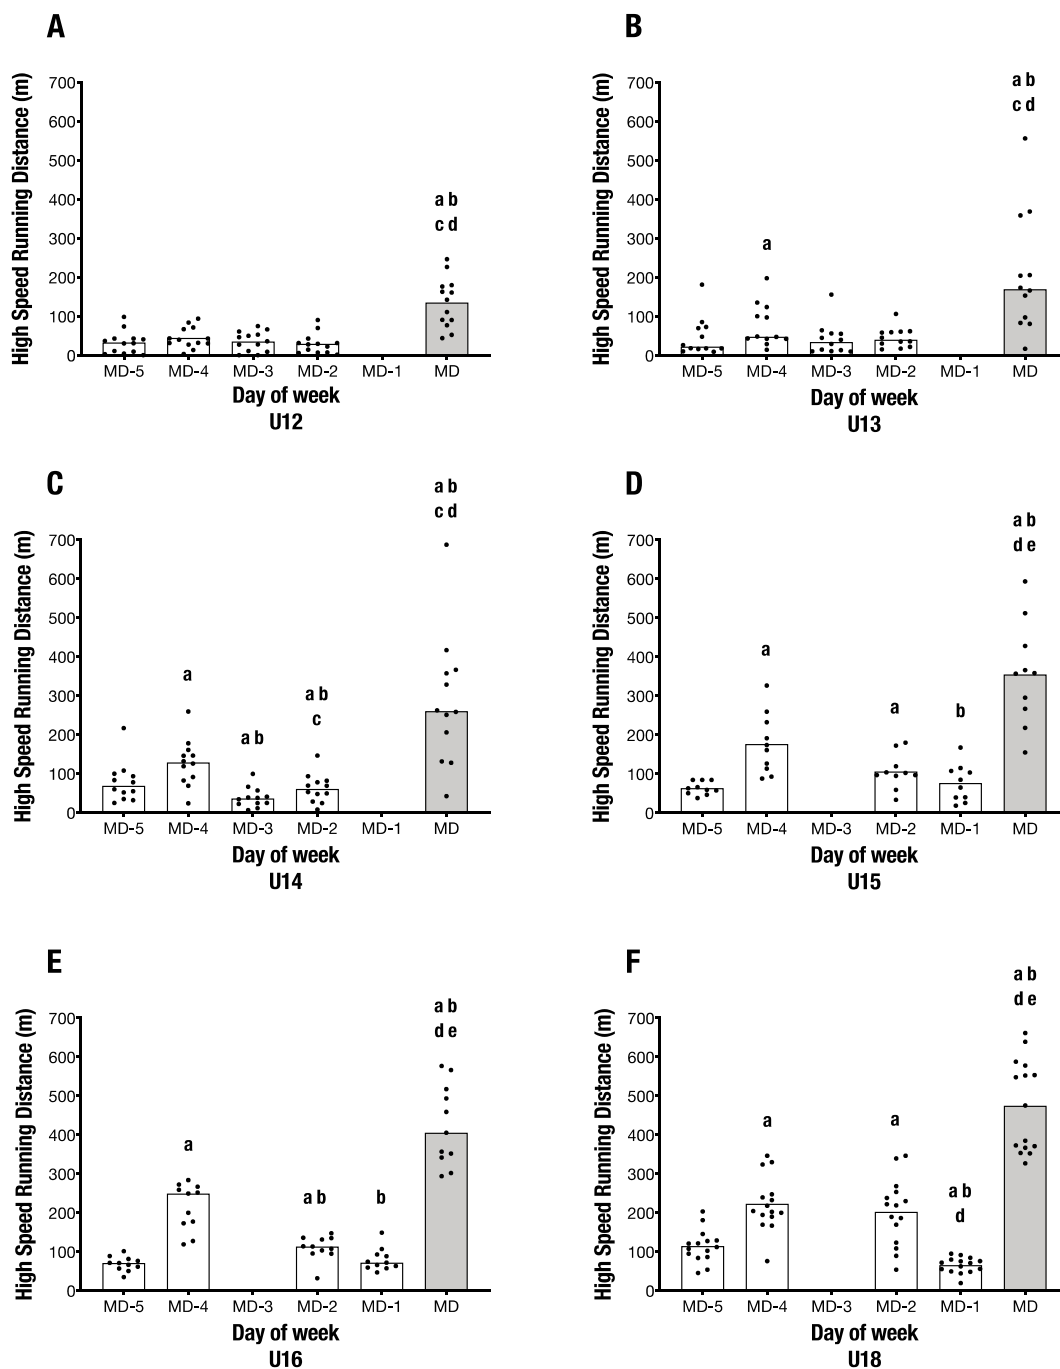 A
High Speed Running Distance (m)
700
600
500
400
300
200
100
0
a b
c d
MD-5 MD-4 MD-3 MD-2 MD-1 MD
Day of week
U12
B
High Speed Running Distance (m)
700
600
500
400
300
200
100
0
a
a b
c d
MD-5 MD-4 MD-3 MD-2 MD-1 MD
Day of week
U13
C
High Speed Running Distance (m)
700
600
500
400
300
200
100
0
a
a b
a b
c
a b
c d
MD-5 MD-4 MD-3 MD-2 MD-1 MD
Day of week
U14
D
High Speed Running Distance (m)
700
600
500
400
300
200
100
0
a
a
b
a b
d e
MD-5 MD-4 MD-3 MD-2 MD-1 MD
Day of week
U15
E
High Speed Running Distance (m)
700
600
500
400
300
200
100
0
a
a b
b
a b
d e
MD-5 MD-4 MD-3 MD-2 MD-1 MD
Day of week
U16
F
High Speed Running Distance (m)
700
600
500
400
300
200
100
0
a
a
a b
d
a b
d e
MD-5 MD-4 MD-3 MD-2 MD-1 MD
Day of week
U18